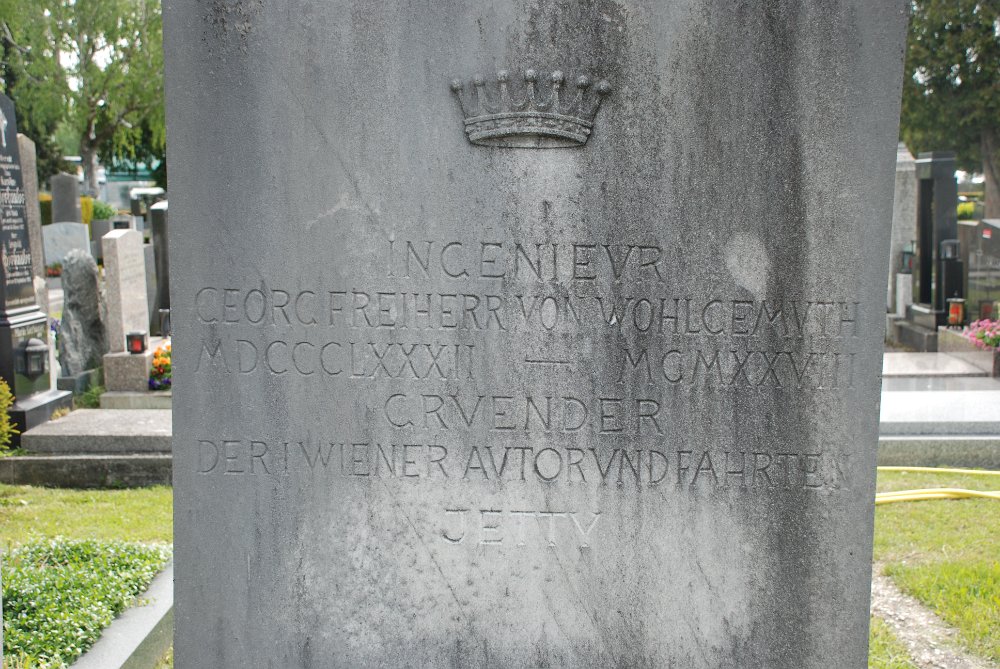 INGENIEVR
GEORG FREIHERR VON WOHLGEMVTH
MDCCCLXXXII — MCMXXVIII
GRVENDER
DER I WIENER AVTORVNDFAHRTEN
JETTY